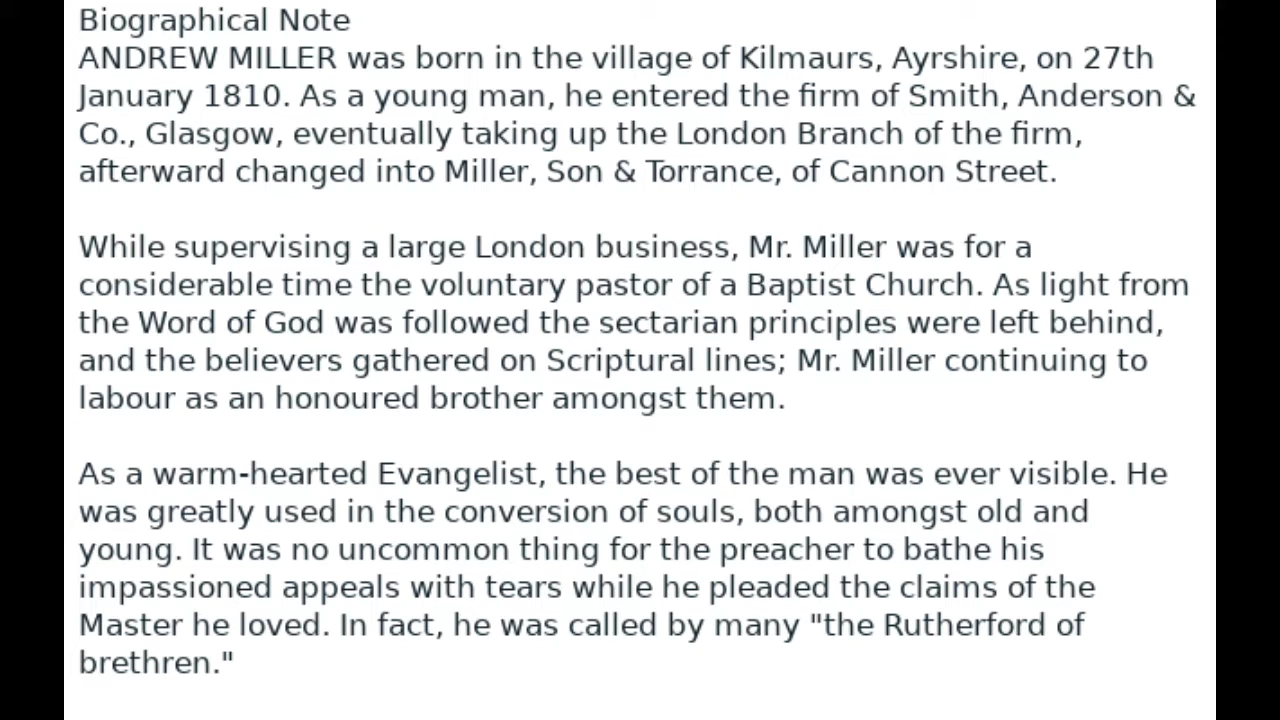 Biographical Note
ANDREW MILLER was born in the village of Kilmaurs, Ayrshire, on 27th
January 1810. As a young man, he entered the firm of Smith, Anderson &
Co., Glasgow, eventually taking up the London Branch of the firm,
afterward changed into Miller, Son & Torrance, of Cannon Street.
While supervising a large London business, Mr. Miller was for a
considerable time the voluntary pastor of a Baptist Church. As light from
the Word of God was followed the sectarian principles were left behind,
and the believers gathered on Scriptural lines; Mr. Miller continuing to
labour as an honoured brother amongst them.
As a warm-hearted Evangelist, the best of the man was ever visible. He
was greatly used in the conversion of souls, both amongst old and
young. It was no uncommon thing for the preacher to bathe his
impassioned appeals with tears while he pleaded the claims of the
Master he loved. In fact, he was called by many "the Rutherford of
brethren."